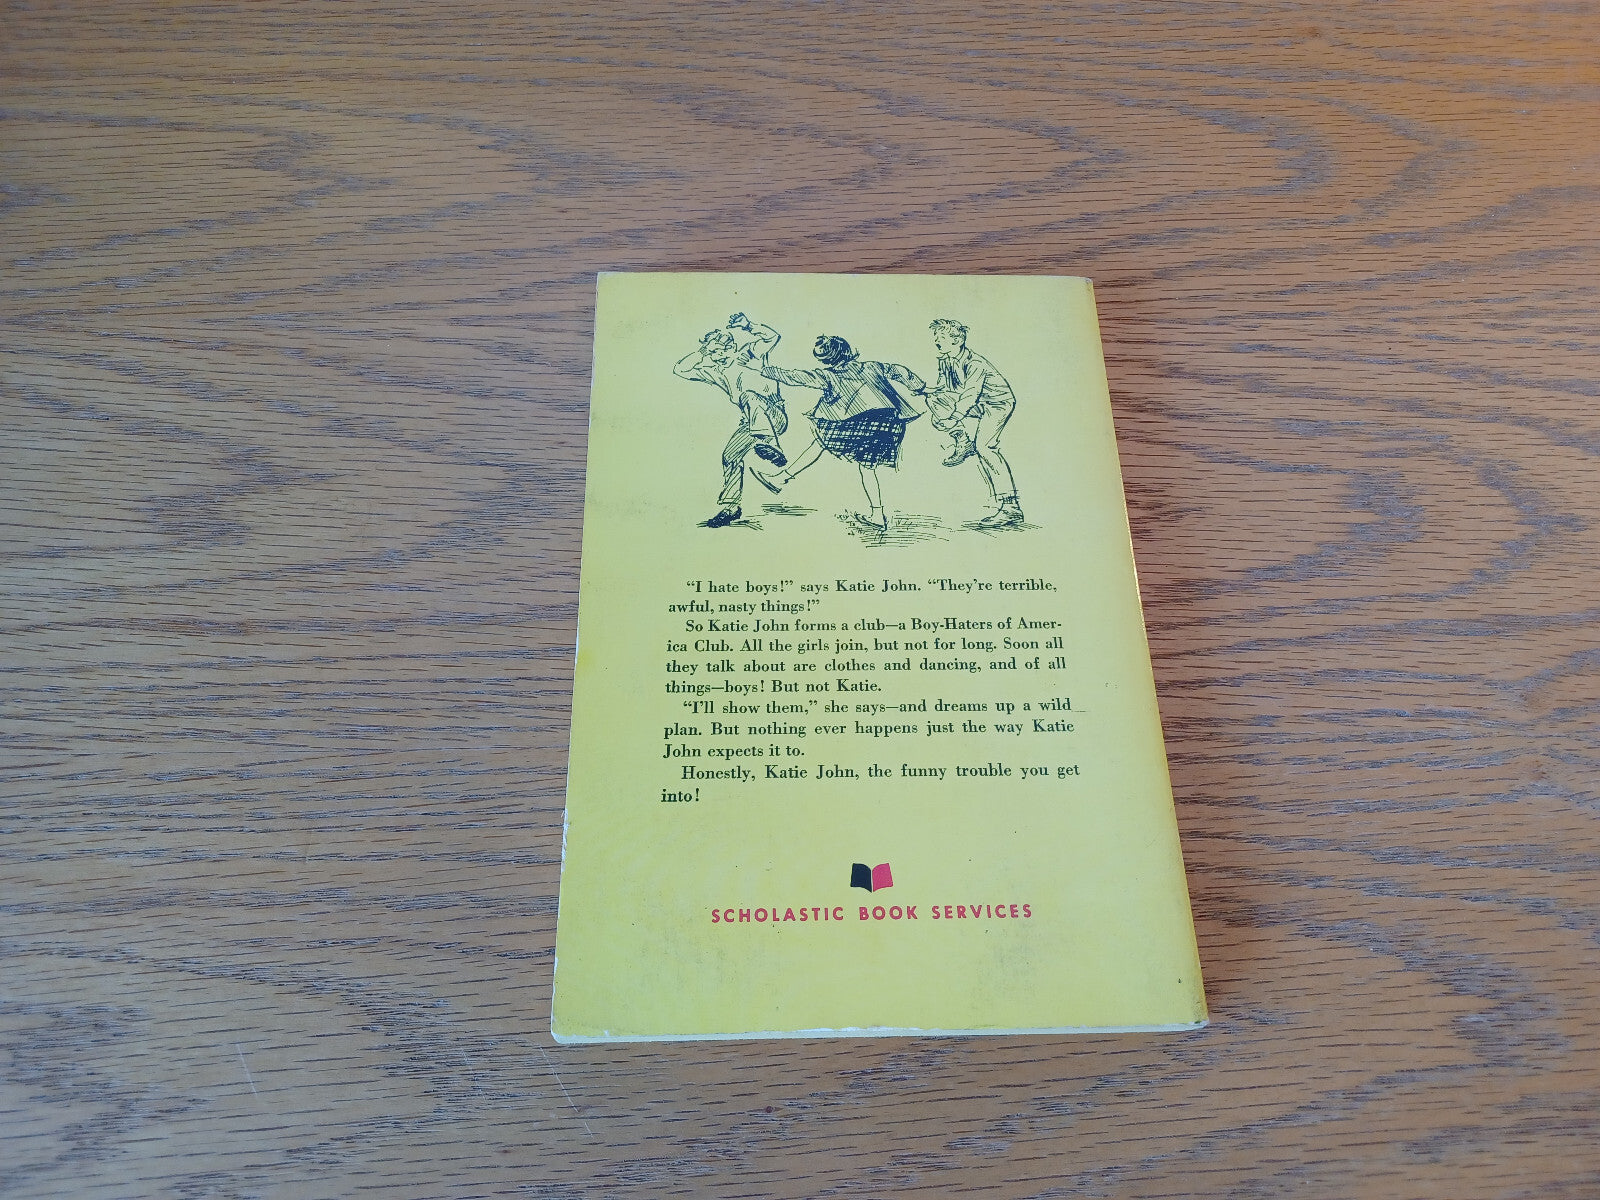 “I hate boys!” says Katie John. “They’re terrible,
awful, nasty things!”
So Katie John forms a club—a Boy-Haters of Amer-
ica Club. All the girls join, but not for long. Soon all
they talk about are clothes and dancing, and of all
things—boys! But not Katie.
“I’ll show them,” she says—and dreams up a wild
plan. But nothing ever happens just the way Katie
John expects it to.
Honestly, Katie John, the funny trouble you get
into!
SCHOLASTIC BOOK SERVICES